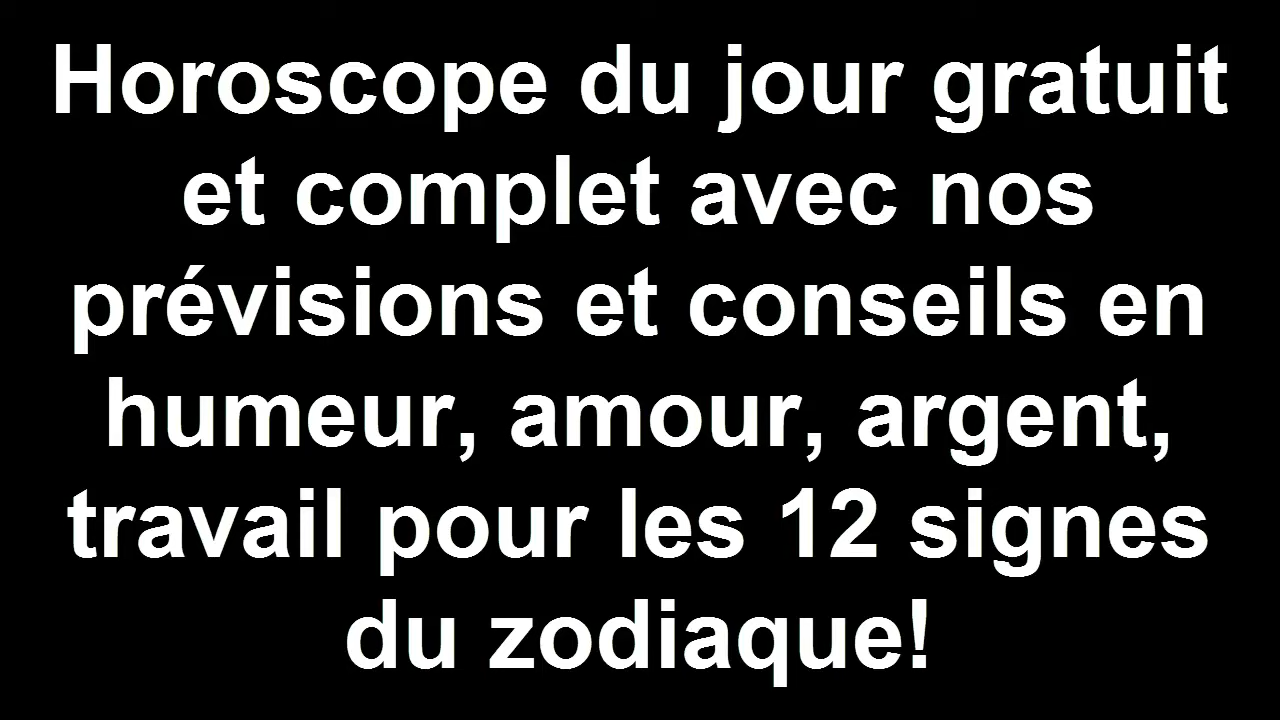 Horoscope du jour gratuit
et complet avec nos
prévisions et conseils en
humeur, amour, argent,
travail pour les 12 signes
du zodiaque!